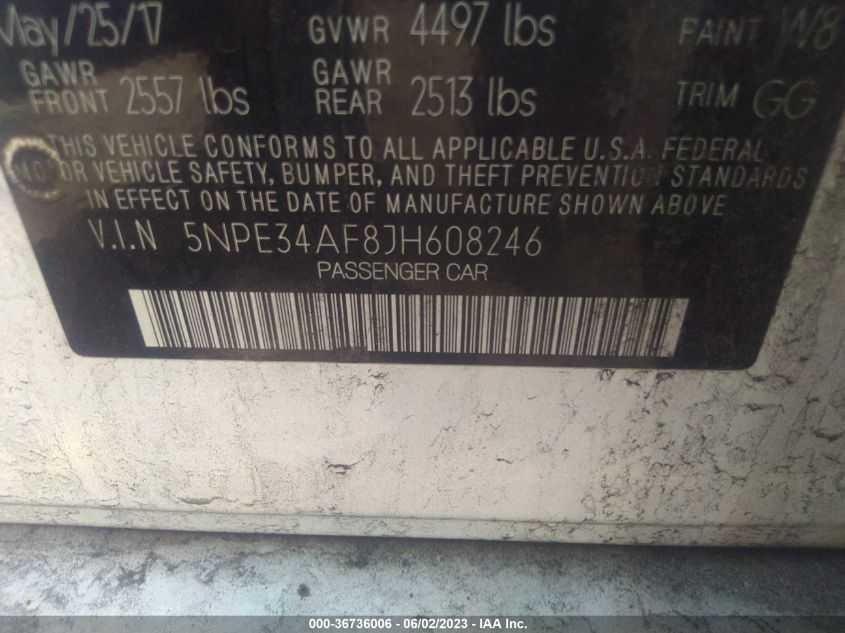 May/25/17 GVWR 4497 lbs PAINT W8
GAWR FRONT 2557 lbs GAWR REAR 2513 lbs TRIM GG
THIS VEHICLE CONFORMS TO ALL APPLICABLE U.S.A. FEDERAL
MOTOR VEHICLE SAFETY, BUMPER, AND THEFT PREVENTION STANDARDS
IN EFFECT ON THE DATE OF MANUFACTURE SHOWN ABOVE
V.I.N 5NPE34AF8JH608246
PASSENGER CAR
000-36736006 - 06/02/2023 - IAA Inc.